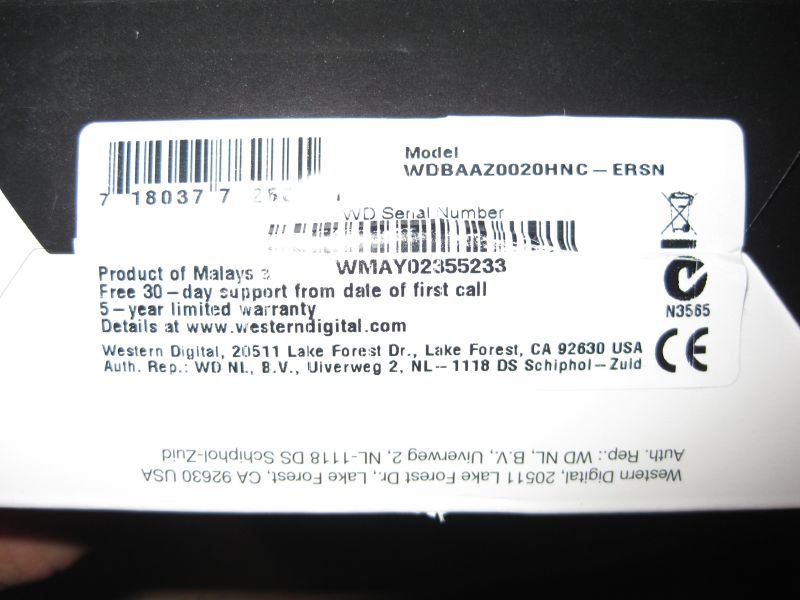 Model
WDBAAZ0020HNC-ERSN
7 18037 7
WD Serial Number
WMAY02355233
Product of Malays
Free 30-day support from date of first call
5-year limited warranty
Details at www.westerndigital.com
N3565
CE
Western Digital, 20511 Lake Forest Dr., Lake Forest, CA 92630 USA
Auth. Rep.: WD NL, B.V., Uiverweg 2, NL-1118 DS Schiphol-Zuid
Western Digital, 20511 Lake Forest Dr., Lake Forest, CA 92630 USA
Auth. Rep.: WD NL, B.V., Uiverweg 2, NL-1118 DS Schiphol-Zuid